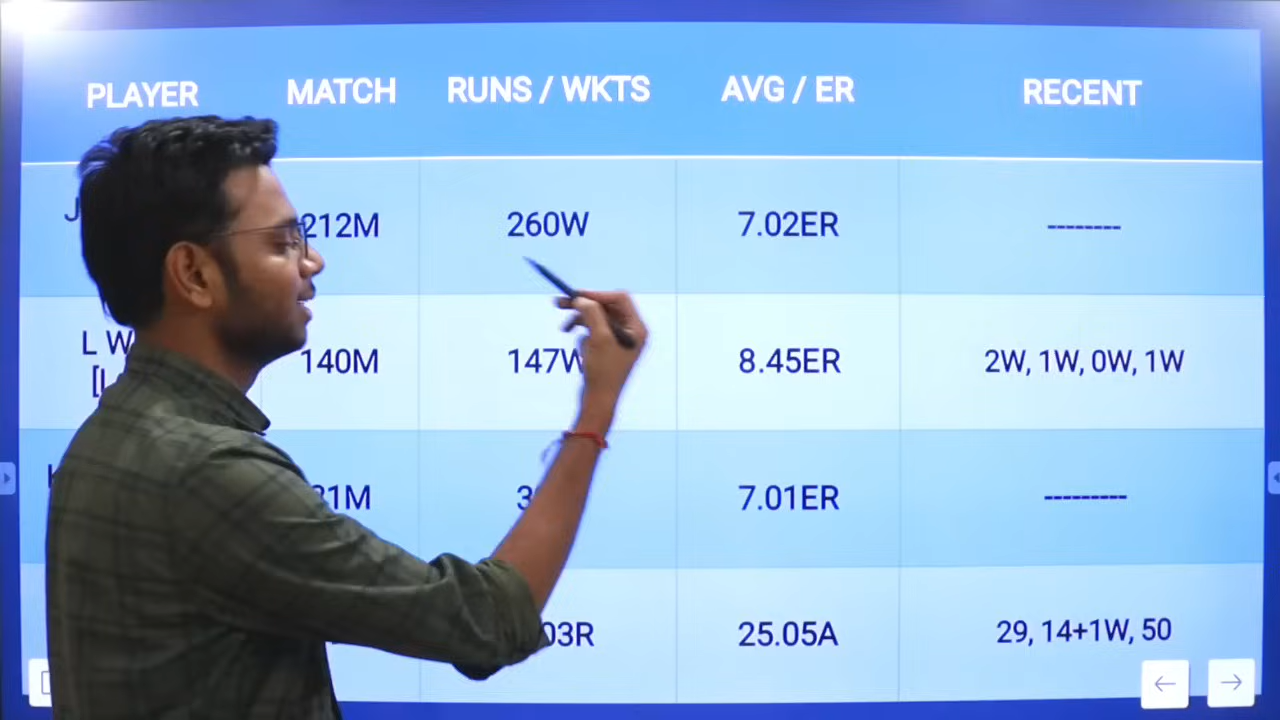 PLAYER MATCH RUNS / WKTS AVG / ER RECENT
212M 260W 7.02ER --------
L 140M 147W 8.45ER 2W, 1W, 0W, 1W
7.01ER ---------
25.05A 29, 14+1W, 50